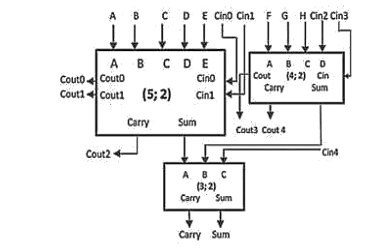 A B C D E Cin0 Cin1 F G H Cin2 Cin3
A B C D E
A B C D
Cout0 Cout0 Cin0 Cout (4; 2) Cin
Cout1 Cout1 (5; 2) Cin1 Carry Sum
Carry Sum
Cout3 Cout 4
Cout2 Cin4
A B C
(3; 2)
Carry Sum
Carry Sum